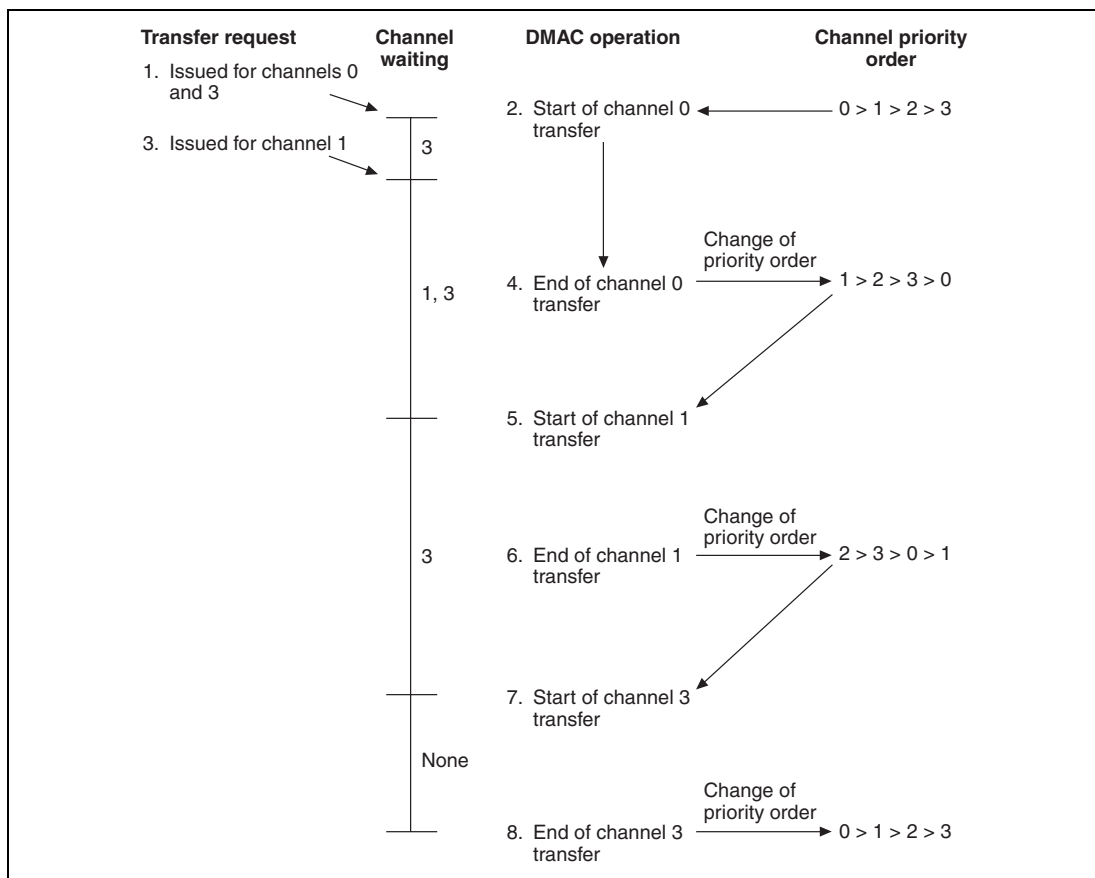 Transfer request
Channel
waiting
DMAC operation
Channel priority
order
1. Issued for channels 0
and 3
2. Start of channel 0
transfer
0 > 1 > 2 > 3
3. Issued for channel 1
3
Change of
priority order
4. End of channel 0
transfer
1 > 2 > 3 > 0
1, 3
5. Start of channel 1
transfer
Change of
priority order
3
6. End of channel 1
transfer
2 > 3 > 0 > 1
7. Start of channel 3
transfer
None
Change of
priority order
8. End of channel 3
transfer
0 > 1 > 2 > 3